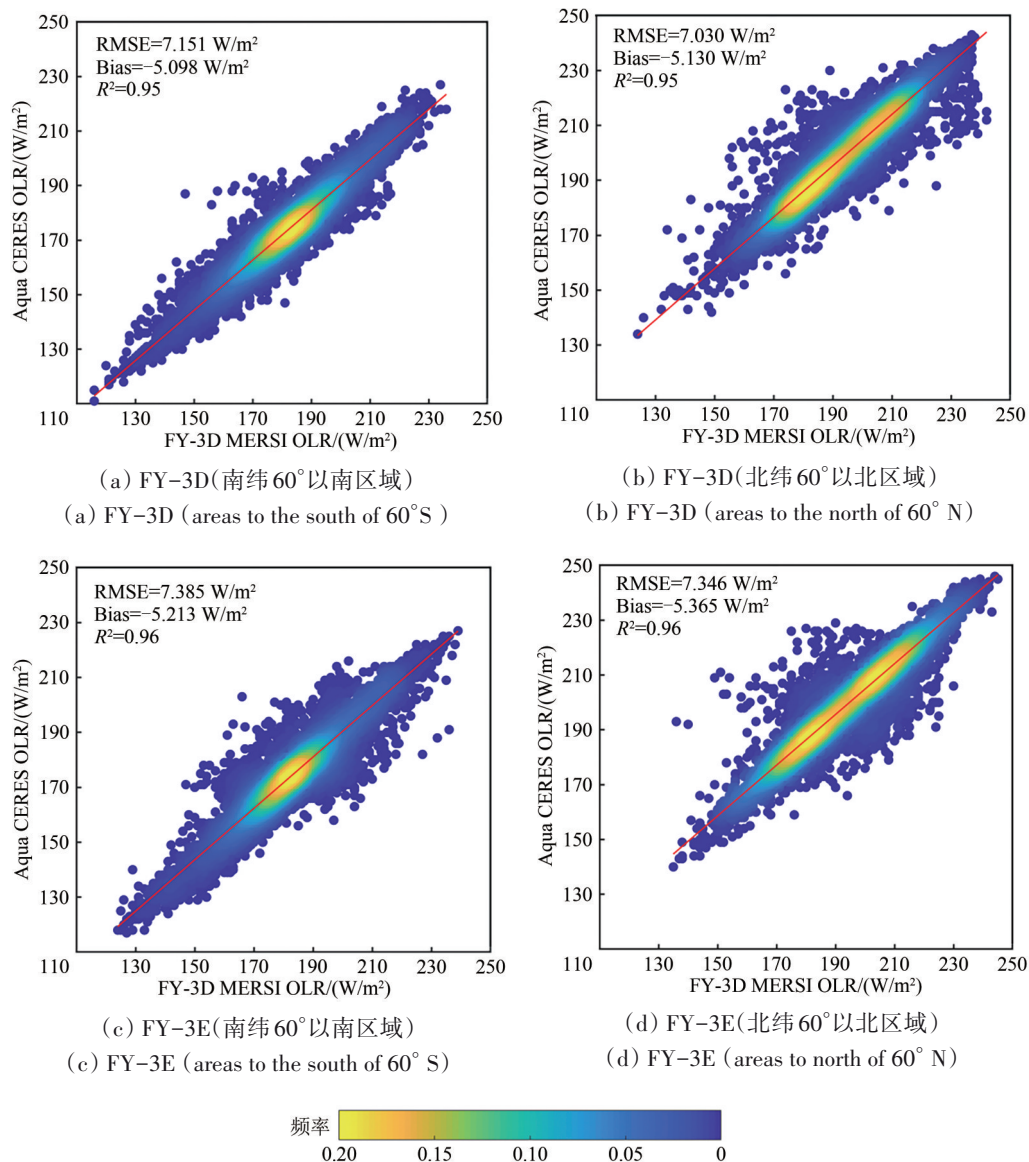 250
230
210
190
170
150
130
110
130
150
170
190
210
230
250
RMSE=7.151 W/m²
Bias=−5.098 W/m²
R²=0.95
Aqua CERES OLR/(W/m²)
FY-3D MERSI OLR/(W/m²)
(a) FY-3D(南纬60°以南区域)
(a) FY-3D (areas to the south of 60°S )
250
230
210
190
170
150
130
110
130
150
170
190
210
230
250
RMSE=7.030 W/m²
Bias=−5.130 W/m²
R²=0.95
Aqua CERES OLR/(W/m²)
FY-3D MERSI OLR/(W/m²)
(b) FY-3D(北纬60°以北区域)
(b) FY-3D (areas to the north of 60° N)
250
230
210
190
170
150
130
110
130
150
170
190
210
230
250
RMSE=7.385 W/m²
Bias=−5.213 W/m²
R²=0.96
Aqua CERES OLR/(W/m²)
FY-3D MERSI OLR/(W/m²)
(c) FY-3E(南纬60°以南区域)
(c) FY-3E (areas to the south of 60° S)
250
230
210
190
170
150
130
110
130
150
170
190
210
230
250
RMSE=7.346 W/m²
Bias=−5.365 W/m²
R²=0.96
Aqua CERES OLR/(W/m²)
FY-3D MERSI OLR/(W/m²)
(d) FY-3E(北纬60°以北区域)
(d) FY-3E (areas to north of 60° N)
频率
0.20
0.15
0.10
0.05
0